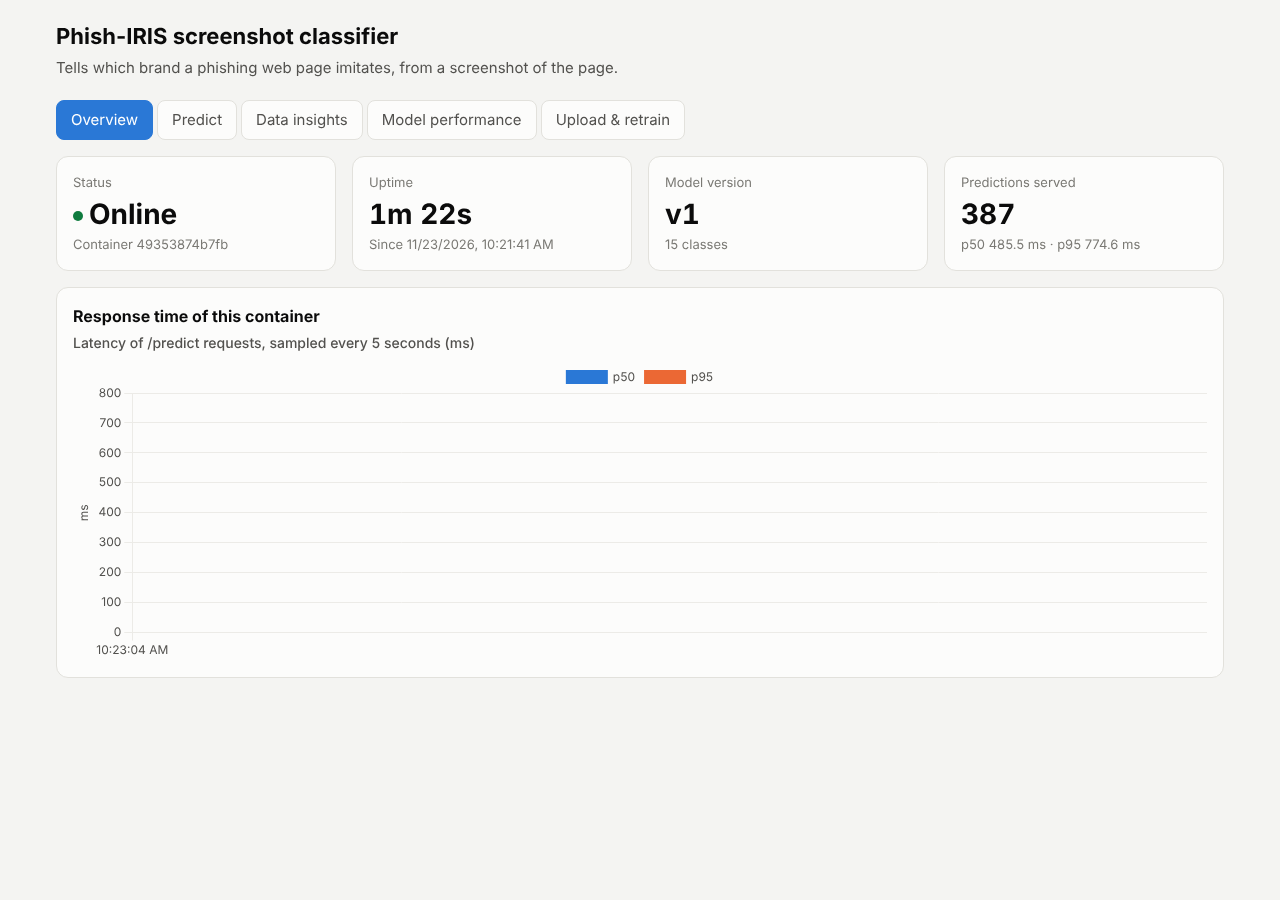 Phish-IRIS screenshot classifier
Tells which brand a phishing web page imitates, from a screenshot of the page.
Overview
Predict
Data insights
Model performance
Upload & retrain
Status
Online
Container 49353874b7fb
Uptime
1m 22s
Since 11/23/2026, 10:21:41 AM
Model version
v1
15 classes
Predictions served
387
p50 485.5 ms · p95 774.6 ms
Response time of this container
Latency of /predict requests, sampled every 5 seconds (ms)
p50
p95
800
700
600
500
400
300
200
100
0
ms
10:23:04 AM